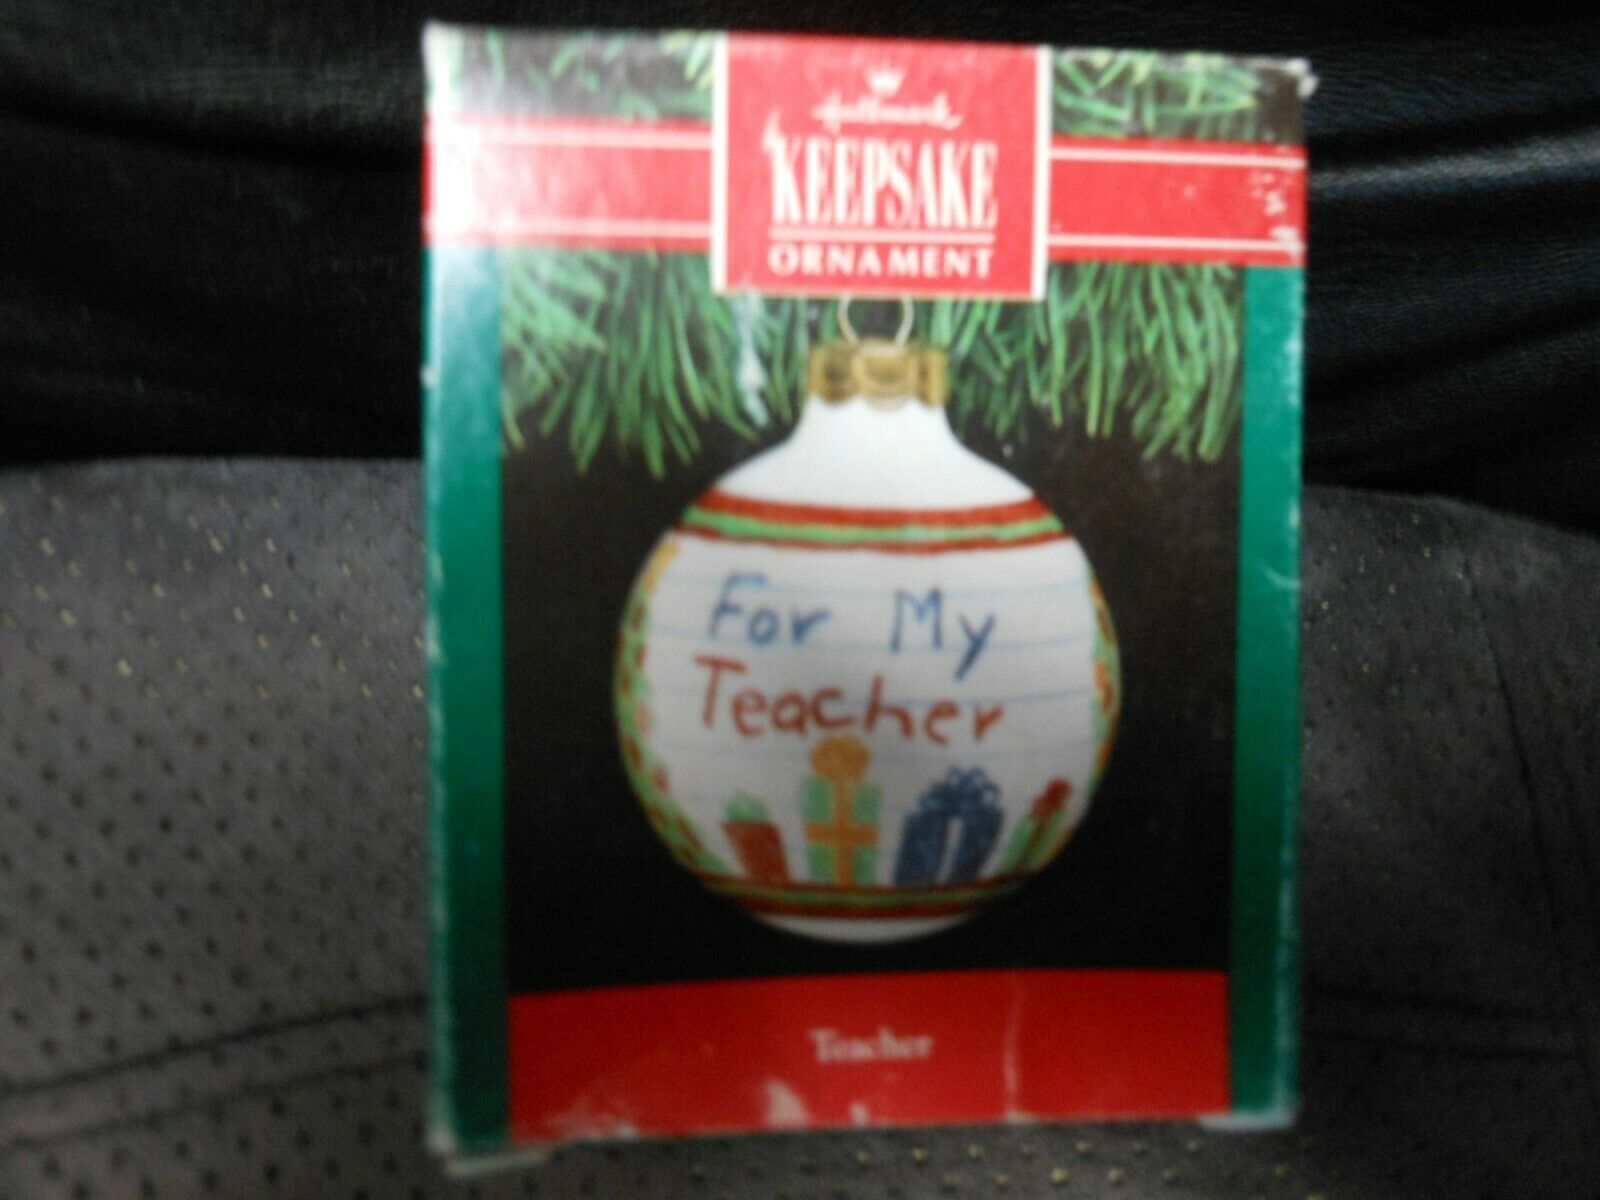 Hallmark
KEEPSAKE
ORNAMENT
For My
Teacher
Teacher